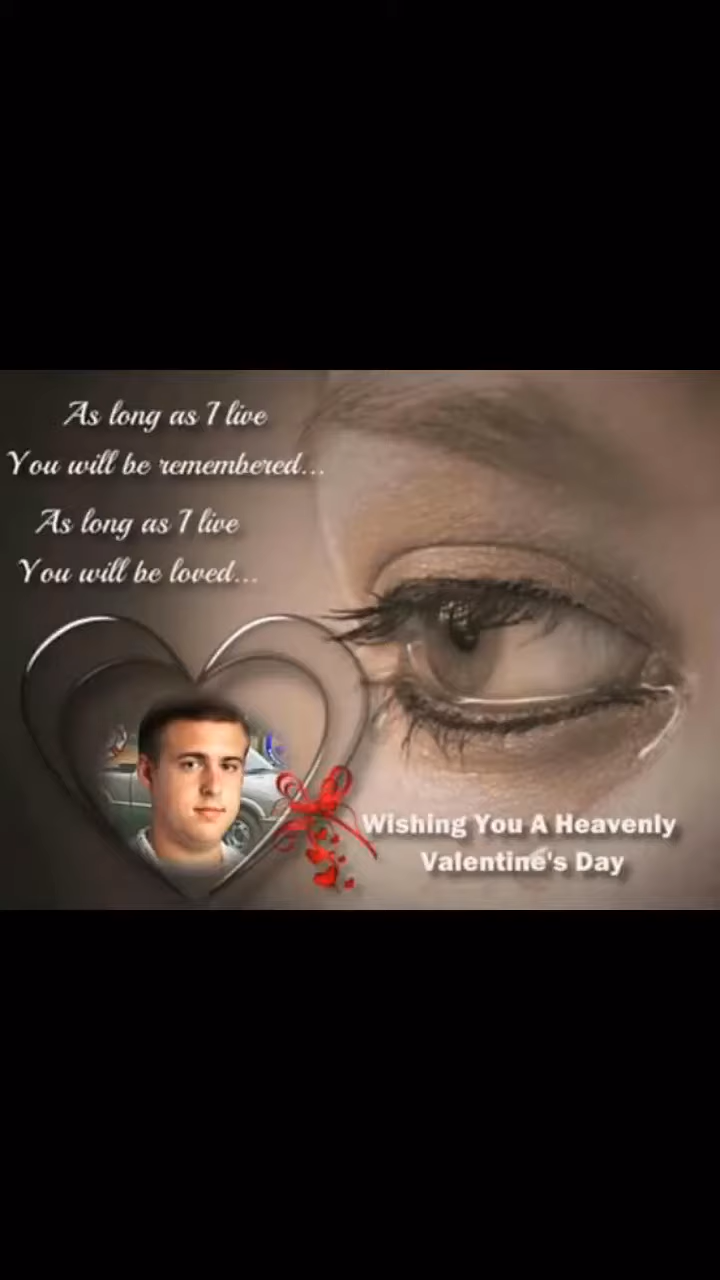 As long as I live
You will be remembered...
As long as I live
You will be loved...
Wishing You A Heavenly
Valentine's Day